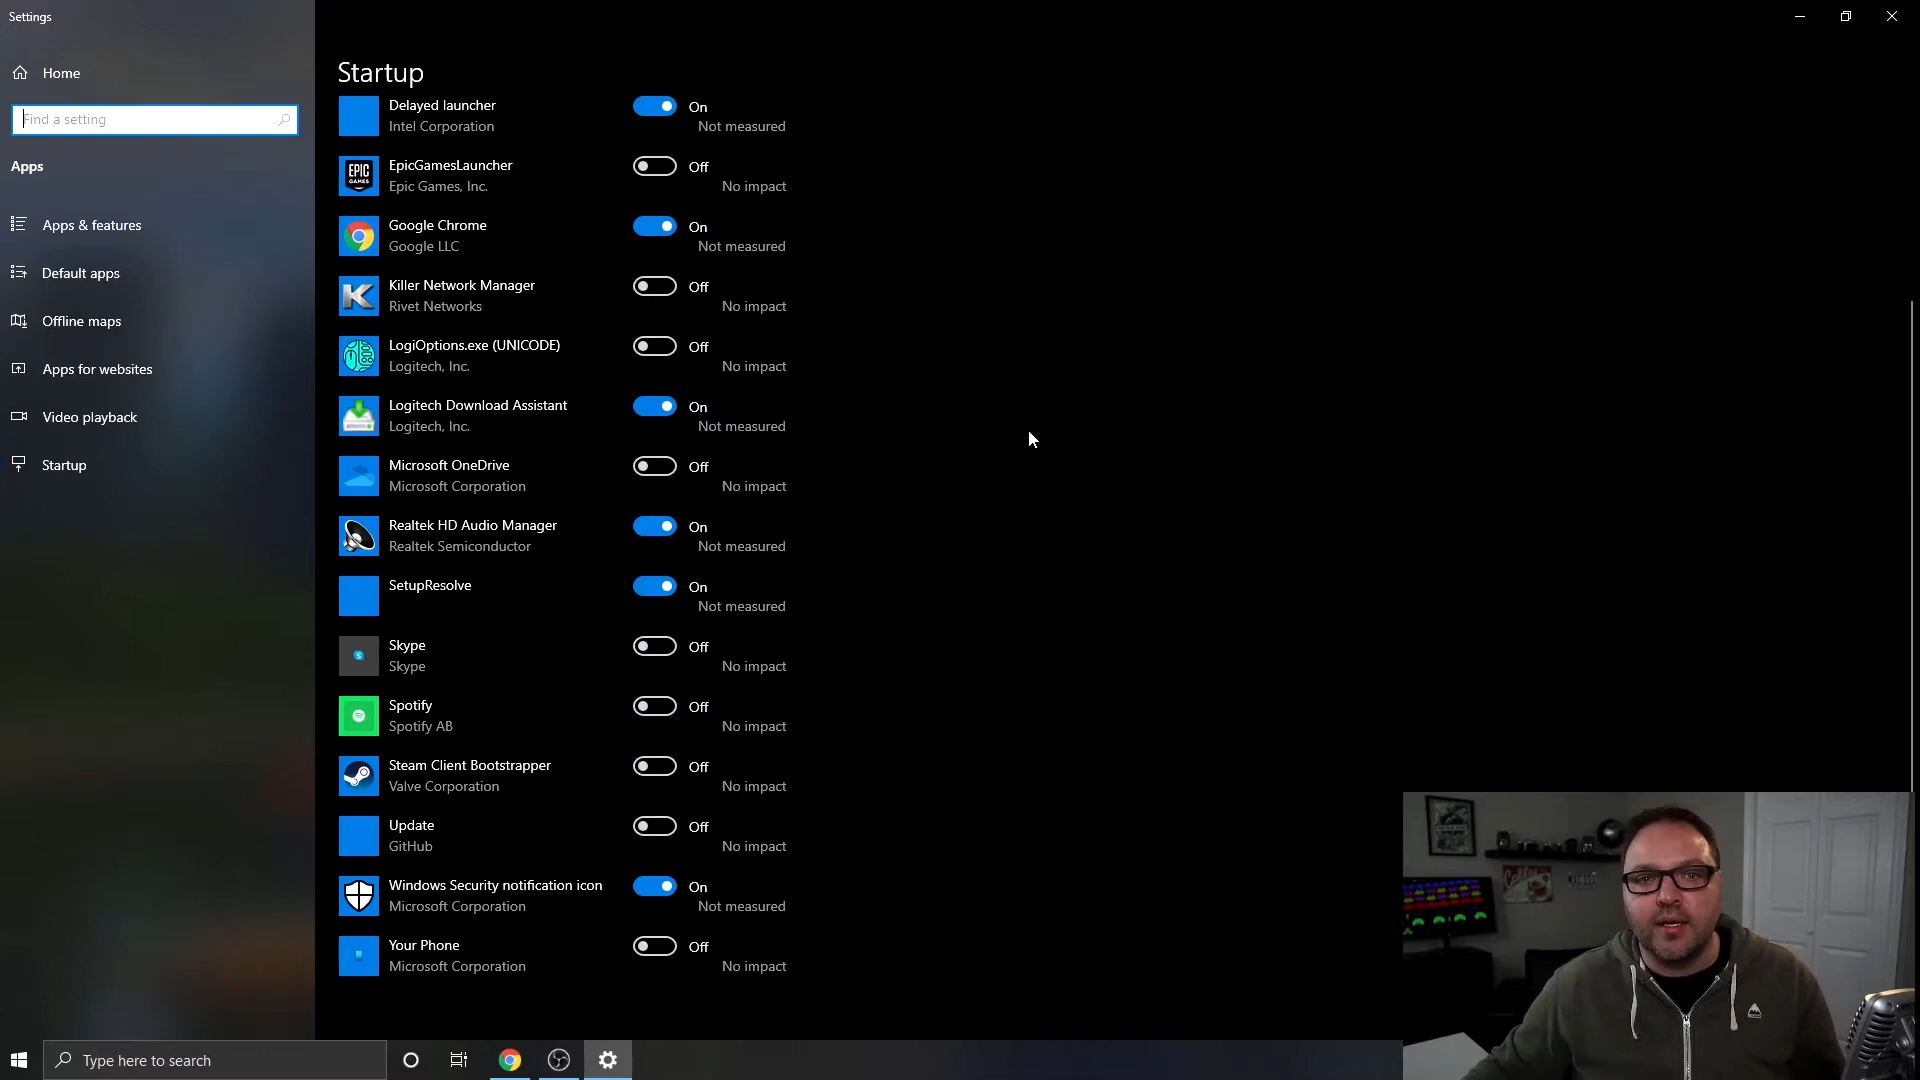 Settings
Home
Find a setting
Apps
Apps & features
Default apps
Offline maps
Apps for websites
Video playback
Startup
Startup
Delayed launcher
On
Intel Corporation
Not measured
EPIC
GAMES
EpicGamesLauncher
Off
Epic Games, Inc.
No impact
Google Chrome
On
Google LLC
Not measured
K
Killer Network Manager
Off
Rivet Networks
No impact
LogiOptions.exe (UNICODE)
Off
Logitech, Inc.
No impact
Logitech Download Assistant
On
Logitech, Inc.
Not measured
Microsoft OneDrive
Off
Microsoft Corporation
No impact
Realtek HD Audio Manager
On
Realtek Semiconductor
Not measured
SetupResolve
On
Not measured
Skype
Off
Skype
No impact
Spotify
Off
Spotify AB
No impact
Steam Client Bootstrapper
Off
Valve Corporation
No impact
Update
Off
GitHub
No impact
Windows Security notification icon
On
Microsoft Corporation
Not measured
Your Phone
Off
Microsoft Corporation
No impact
Type here to search